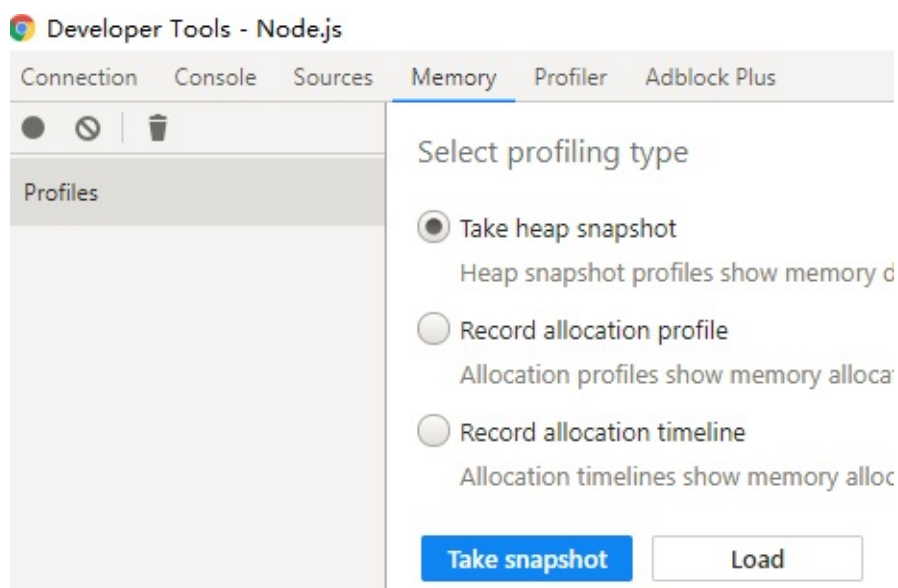 Developer Tools - Node.js
Connection Console Sources Memory Profiler Adblock Plus
Select profiling type
Profiles
Take heap snapshot
Heap snapshot profiles show memory d
Record allocation profile
Allocation profiles show memory alloca
Record allocation timeline
Allocation timelines show memory alloc
Take snapshot Load